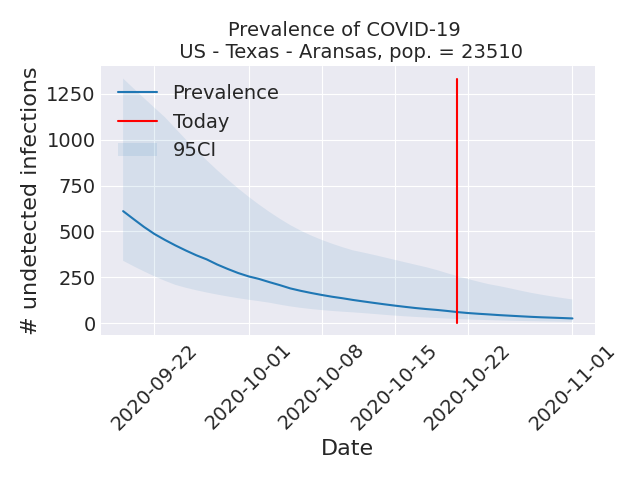 Prevalence of COVID-19
US - Texas - Aransas, pop. = 23510
# undetected infections
1250
1000
750
500
250
0
Prevalence
Today
95CI
2020-09-22
2020-10-01
2020-10-08
2020-10-15
2020-10-22
2020-11-01
Date